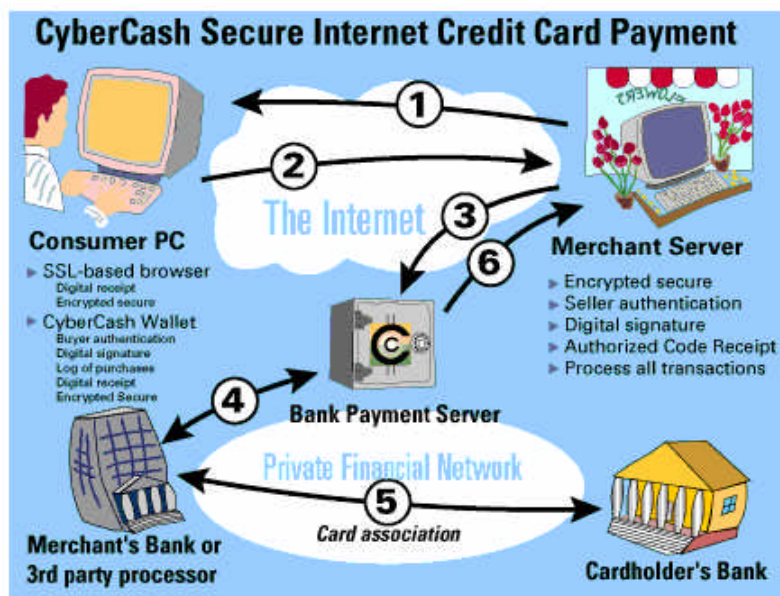 CyberCash Secure Internet Credit Card Payment
FLOWERS
1
2
The Internet
3
6
Consumer PC
SSL-based browser
Digital receipt
Encrypted secure
CyberCash Wallet
Buyer authentication
Digital signature
Log of purchases
Digital receipt
Encrypted Secure
Merchant Server
Encrypted secure
Seller authentication
Digital signature
Authorized Code Receipt
Process all transactions
C
C
4
Bank Payment Server
Private Financial Network
5
Card association
Merchant's Bank or
3rd party processor
Cardholder's Bank